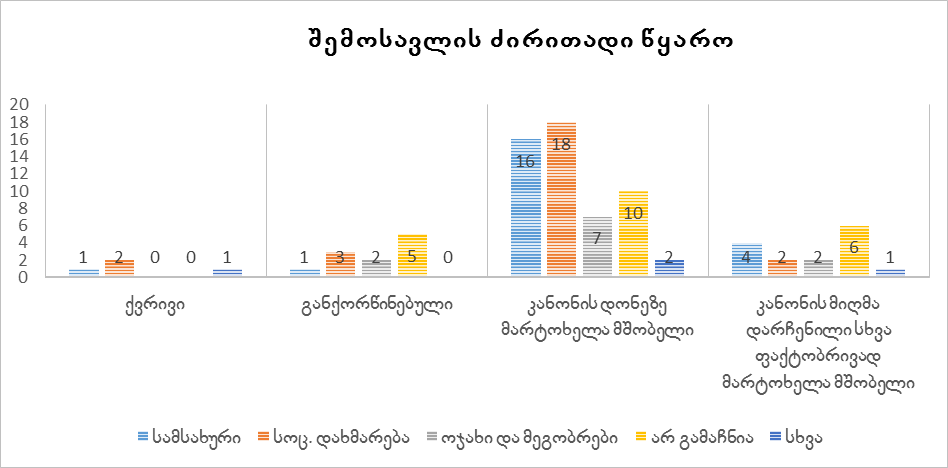 შემოსავლის ძირითადი წყარო
20
18
16
14
12
10
8
6
4
2
0
1 2 0 0 1
1 3 2 5 0
16 18 7 10 2
4 2 2 6 1
ქვრივი
განქორწინებული
კანონის დონეზე
მარტოხელა მშობელი
კანონის მიღმა
დარჩენილი სხვა
ფაქტობრივად
მარტოხელა მშობელი
სამსახური სოც. დახმარება ოჯახი და მეგობრები არ გამაჩნია სხვა